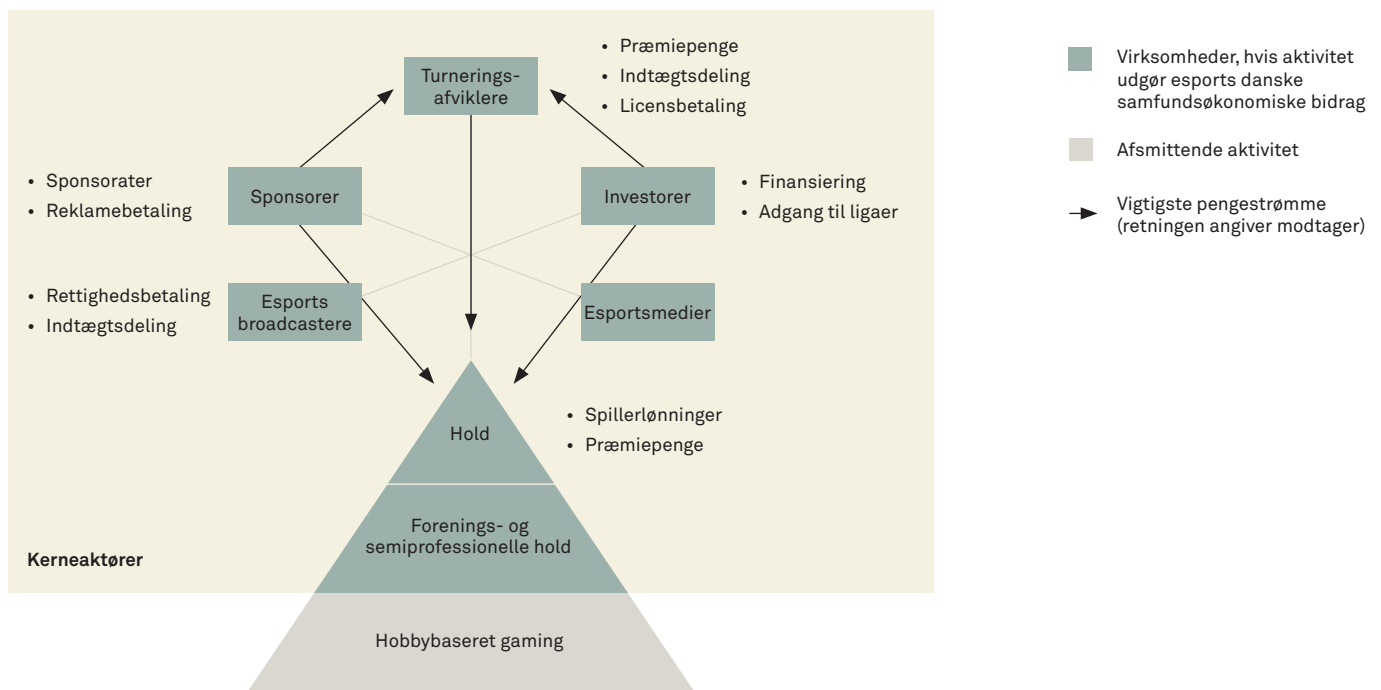 Turnerings-
afviklere
• Præmiepenge
• Indtægtsdeling
• Licensbetaling
• Sponsorater
• Reklamebetaling
Sponsorer
Investorer
• Finansiering
• Adgang til ligaer
• Rettighedsbetaling
• Indtægtsdeling
Esports
broadcastere
Esportsmedier
Hold
• Spillerlønninger
• Præmiepenge
Forenings- og
semiprofessionelle hold
Kerneaktører
Hobbybaseret gaming
Virksomheder, hvis aktivitet
udgør esports danske
samfundsøkonomiske bidrag
Afsmittende aktivitet
Vigtigste pengestrømme
(retningen angiver modtager)